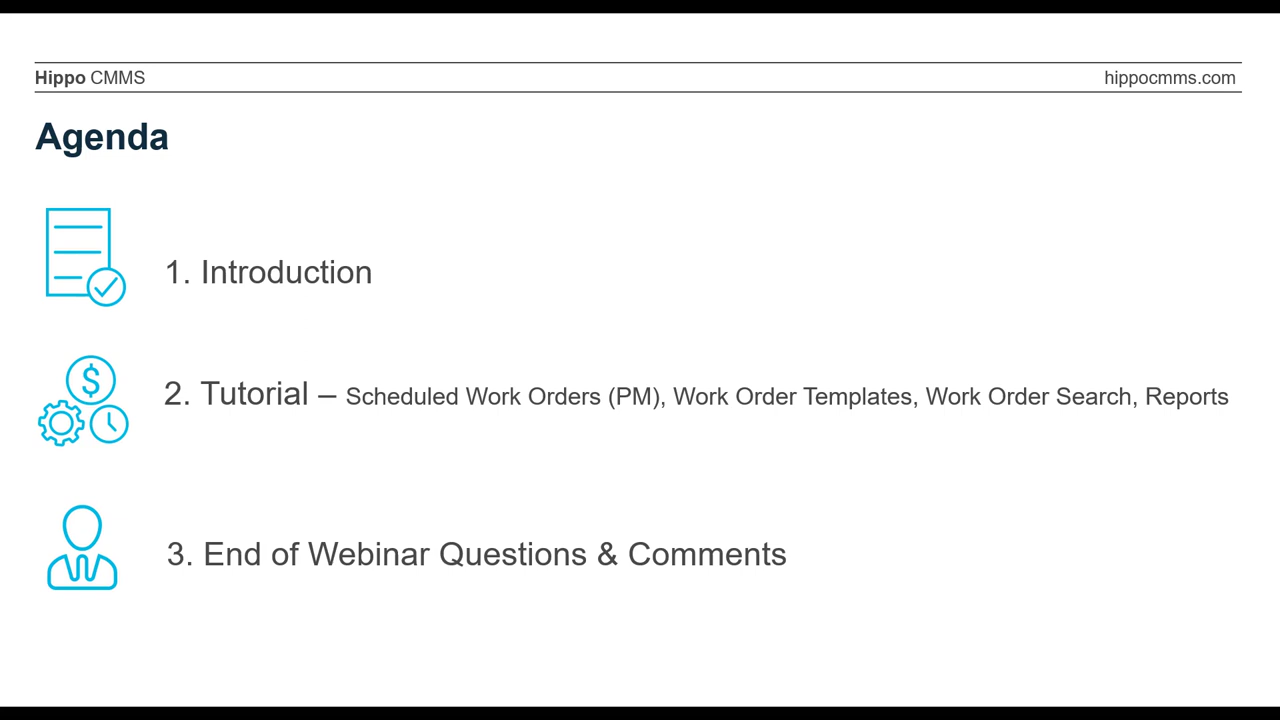 Hippo CMMS
hippocmms.com
Agenda
1. Introduction
$
2. Tutorial – Scheduled Work Orders (PM), Work Order Templates, Work Order Search, Reports
3. End of Webinar Questions & Comments